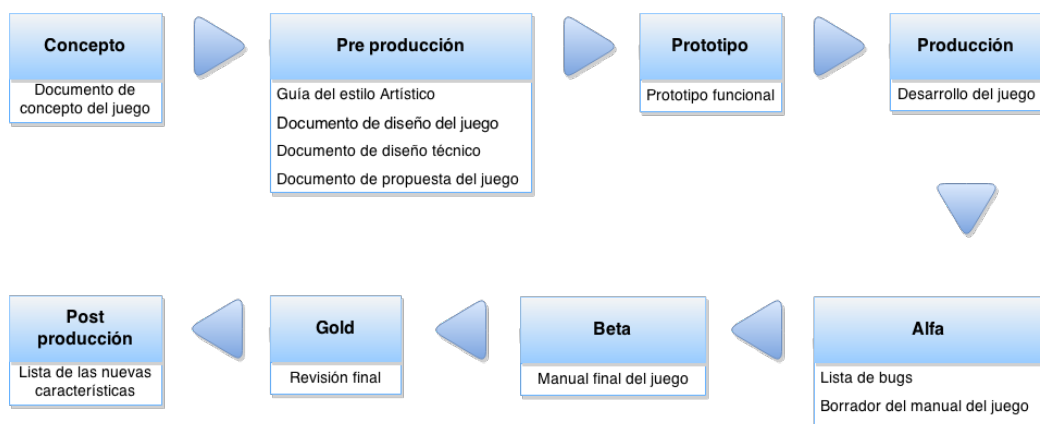 Concepto
Documento de
concepto del juego
Pre producción
Guía del estilo Artístico
Documento de diseño del juego
Documento de diseño técnico
Documento de propuesta del juego
Prototipo
Prototipo funcional
Producción
Desarrollo del juego
Alfa
Lista de bugs
Borrador del manual del juego
Beta
Manual final del juego
Gold
Revisión final
Post
producción
Lista de las nuevas
características